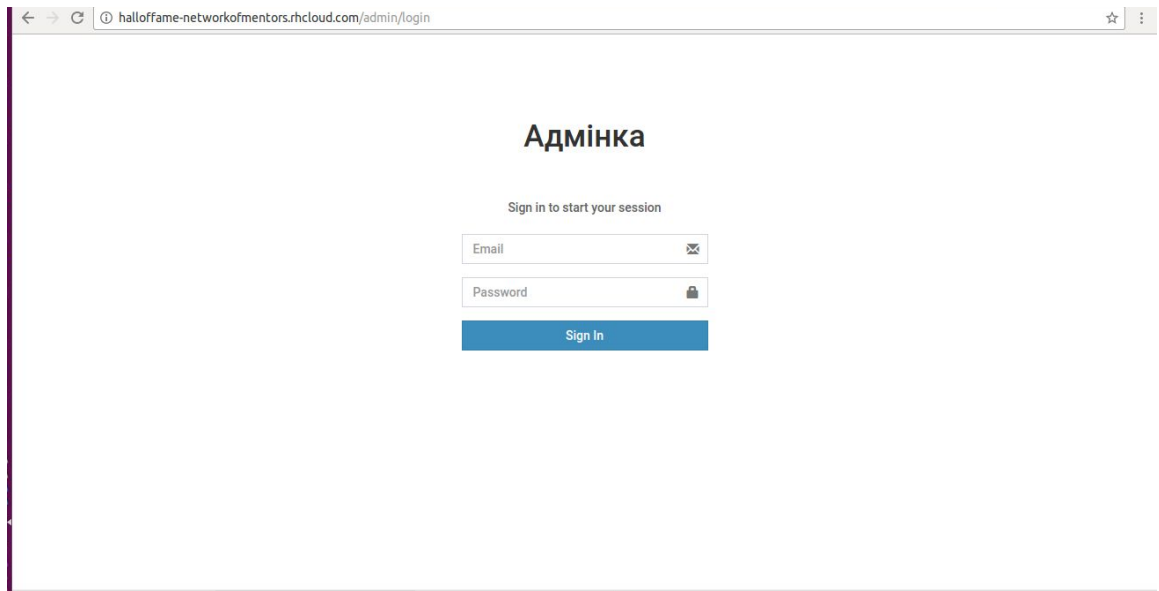 halloffame-networkofmentors.rhcloud.com/admin/login
Адмінка
Sign in to start your session
Email
Password
Sign In